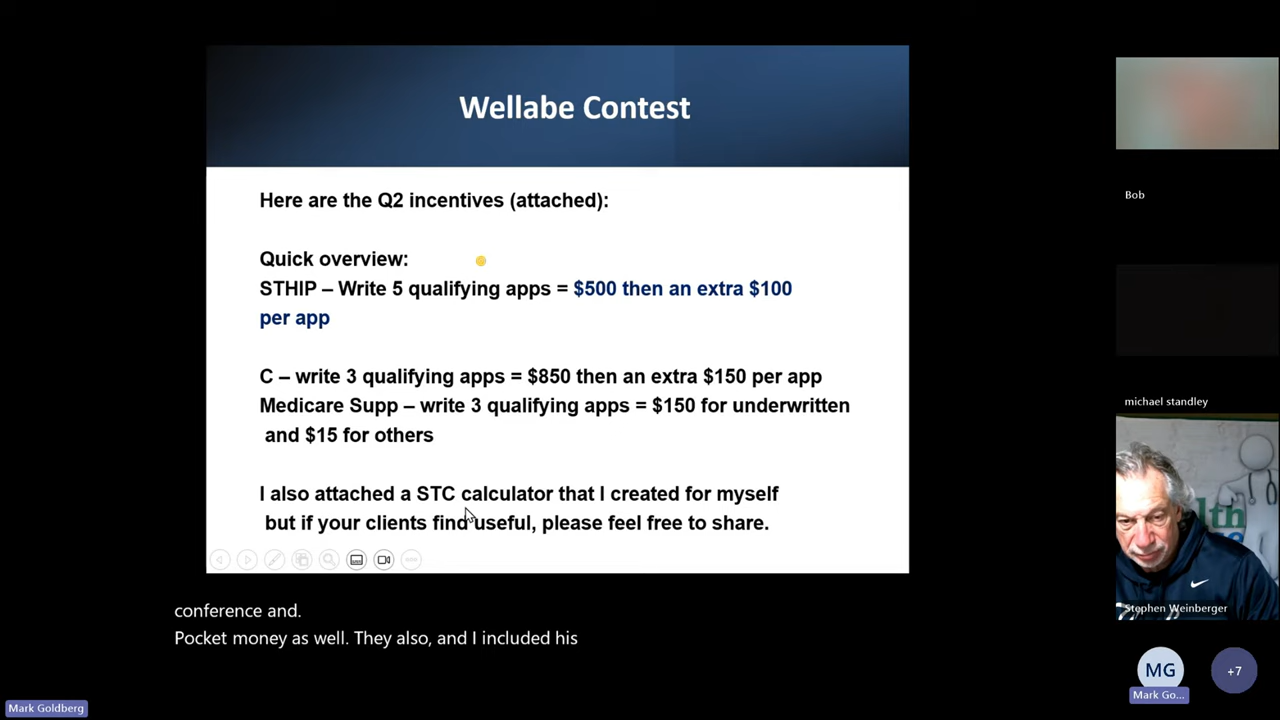 Wellabe Contest
Here are the Q2 incentives (attached):
Quick overview:
STHIP – Write 5 qualifying apps = $500 then an extra $100
per app
C – write 3 qualifying apps = $850 then an extra $150 per app
Medicare Supp – write 3 qualifying apps = $150 for underwritten
and $15 for others
I also attached a STC calculator that I created for myself
but if your clients find useful, please feel free to share.
conference and.
Pocket money as well. They also, and I included his
Mark Goldberg
Bob
michael standley
Stephen Weinberger
MG
Mark Go...
+7